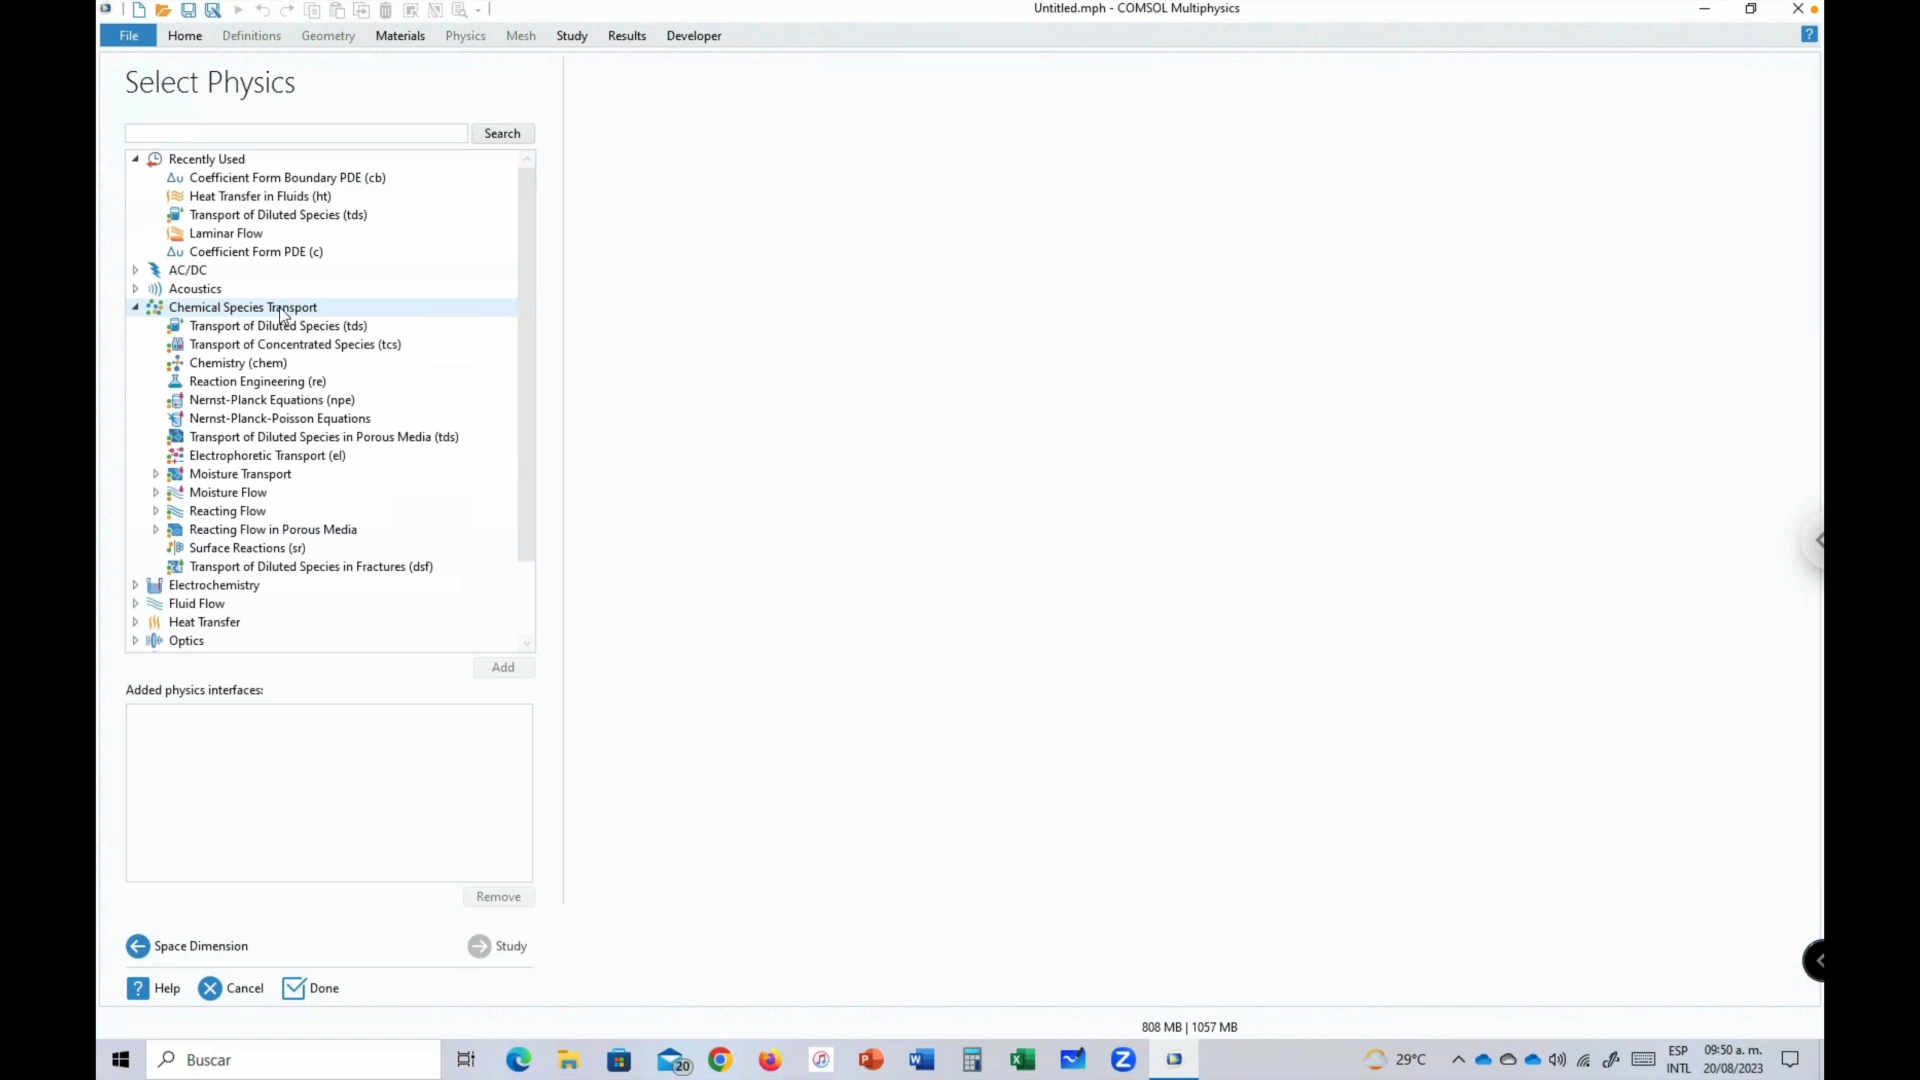 Untitled.mph - COMSOL Multiphysics
File Home Definitions Geometry Materials Physics Mesh Study Results Developer
?
Select Physics
Search
Recently Used
Δu Coefficient Form Boundary PDE (cb)
Heat Transfer in Fluids (ht)
Transport of Diluted Species (tds)
Laminar Flow
Δu Coefficient Form PDE (c)
AC/DC
Acoustics
Chemical Species Transport
Transport of Diluted Species (tds)
Transport of Concentrated Species (tcs)
Chemistry (chem)
Reaction Engineering (re)
Nernst-Planck Equations (npe)
Nernst-Planck-Poisson Equations
Transport of Diluted Species in Porous Media (tds)
Electrophoretic Transport (el)
Moisture Transport
Moisture Flow
Reacting Flow
Reacting Flow in Porous Media
Surface Reactions (sr)
Transport of Diluted Species in Fractures (dsf)
Electrochemistry
Fluid Flow
Heat Transfer
Optics
Add
Added physics interfaces:
Remove
Space Dimension Study
? Help Cancel Done
808 MB | 1057 MB
Buscar
20
29°C
ESP
INTL
09:50 a. m.
20/08/2023